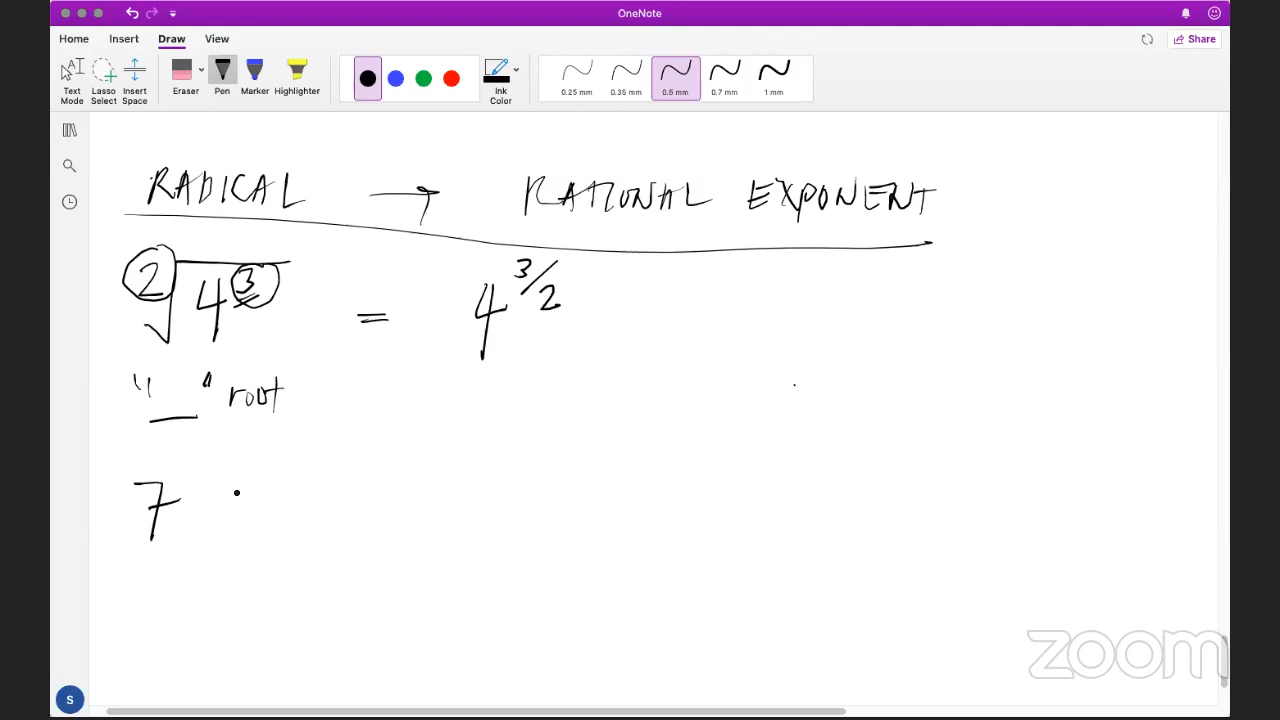 OneNote
Home Insert Draw View
Share
Text Mode Lasso Select Insert Space Eraser Pen Marker Highlighter Ink Color 0.25 mm 0.35 mm 0.5 mm 0.7 mm 1 mm
RADICAL → RATIONAL EXPONENT
²√4³ = 4^3/2
"__" root
7
zoom
S